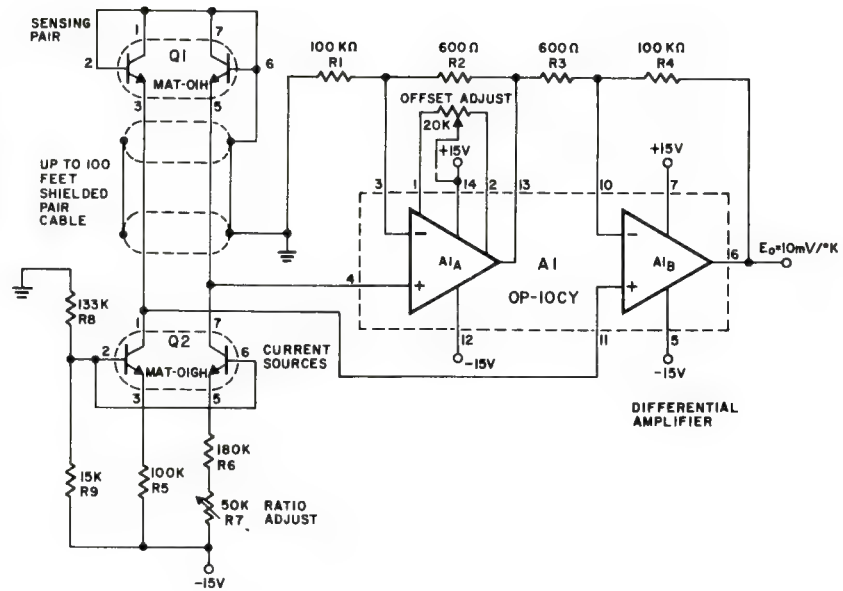 SENSING
PAIR
1
7
Q1
2
6
MAT-01H
3
5
UP TO 100
FEET
SHIELDED
PAIR
CABLE
100 KΩ
R1
600Ω
R2
600Ω
R3
100 KΩ
R4
OFFSET ADJUST
20K
+15V
+15V
3
1
14
2
13
10
7
A1A
A1
OP-10CY
A1B
4
12
-15V
11
5
-15V
6
E0=10mV/°K
DIFFERENTIAL
AMPLIFIER
133K
R8
1
7
Q2
2
6
MAT-01GH
3
5
CURRENT
SOURCES
15K
R9
100K
R5
180K
R6
50K
R7
RATIO
ADJUST
-15V